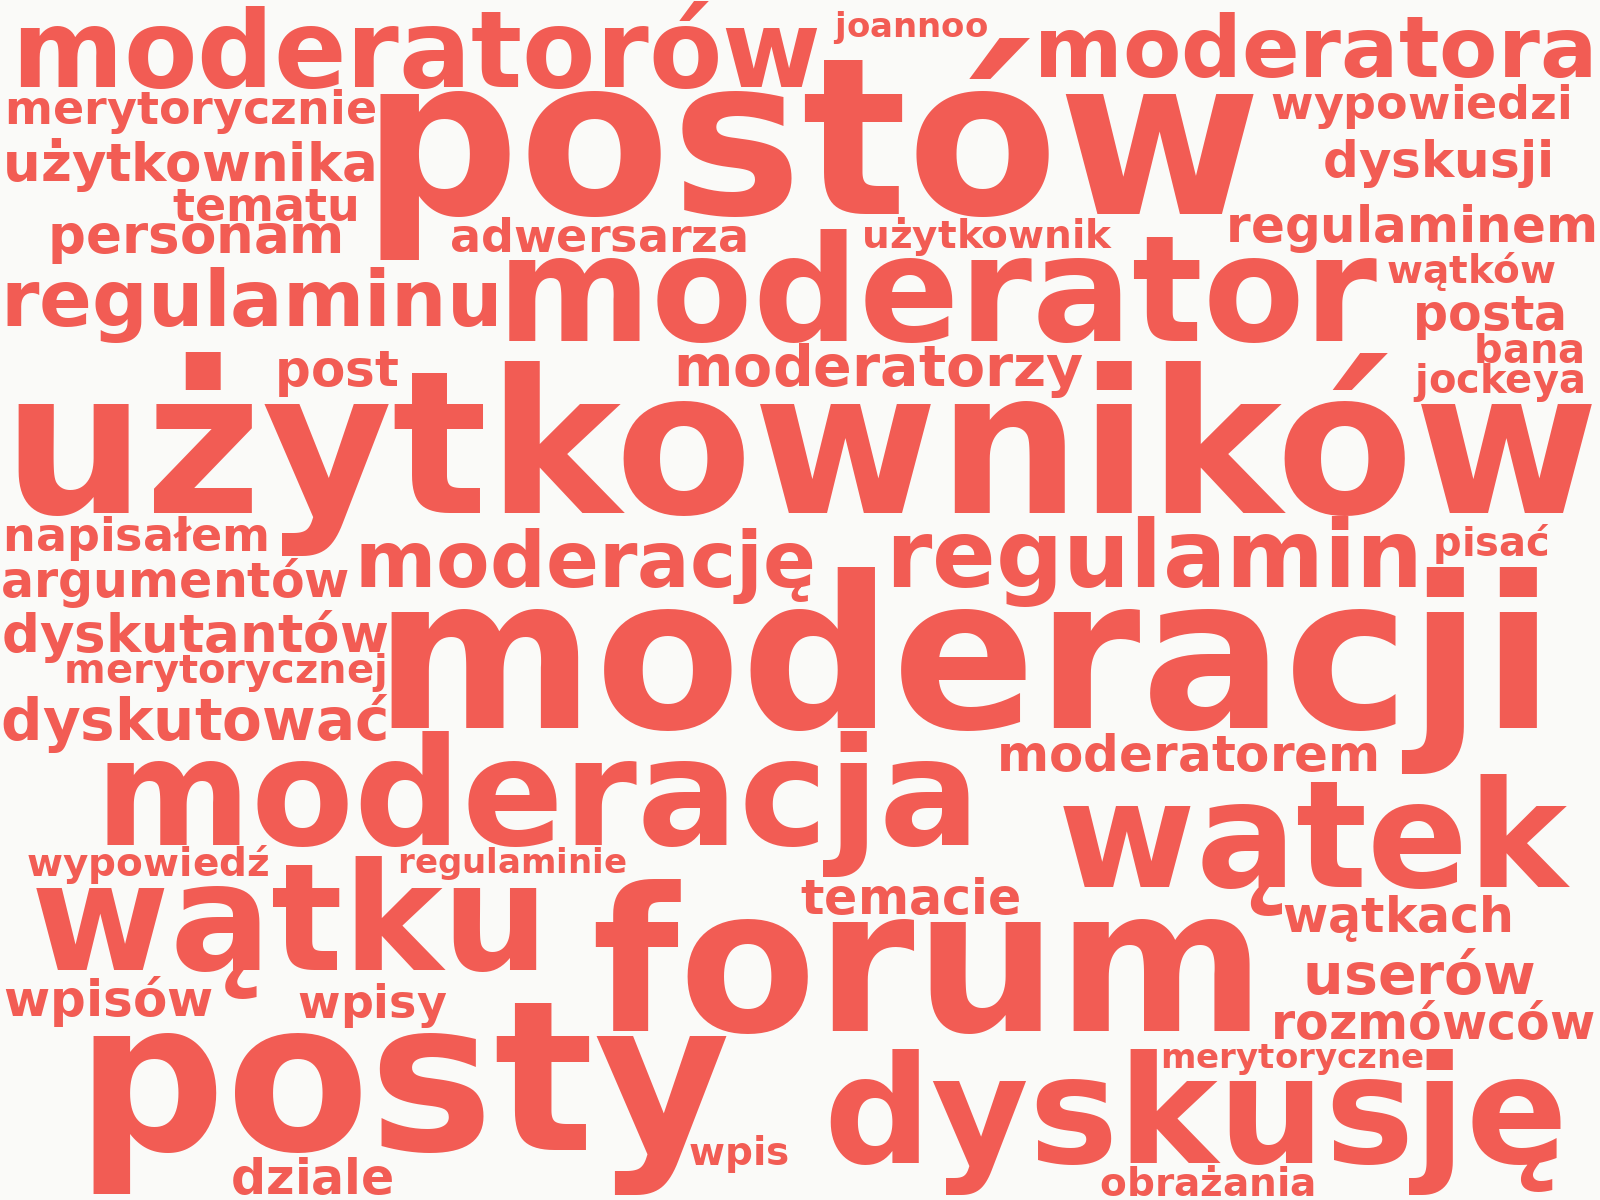 moderatorów
joannoo
moderatora
merytorycznie
postów
wypowiedzi
użytkownika
dyskusji
tematu
personam
adwersarza
użytkownik
regulaminem
regulaminu
moderator
wątków
posta
bana
post
moderatorzy
jockeya
użytkowników
napisałem
moderację
regulamin
pisać
argumentów
dyskutantów
moderacji
merytorycznej
dyskutować
moderacja
moderatorem
wątek
wypowiedź
regulaminie
wątku
temacie
forum
wątkach
userów
wpisów
wpisy
rozmówców
posty
merytoryczne
dyskusję
wpis
dziale
obrażania